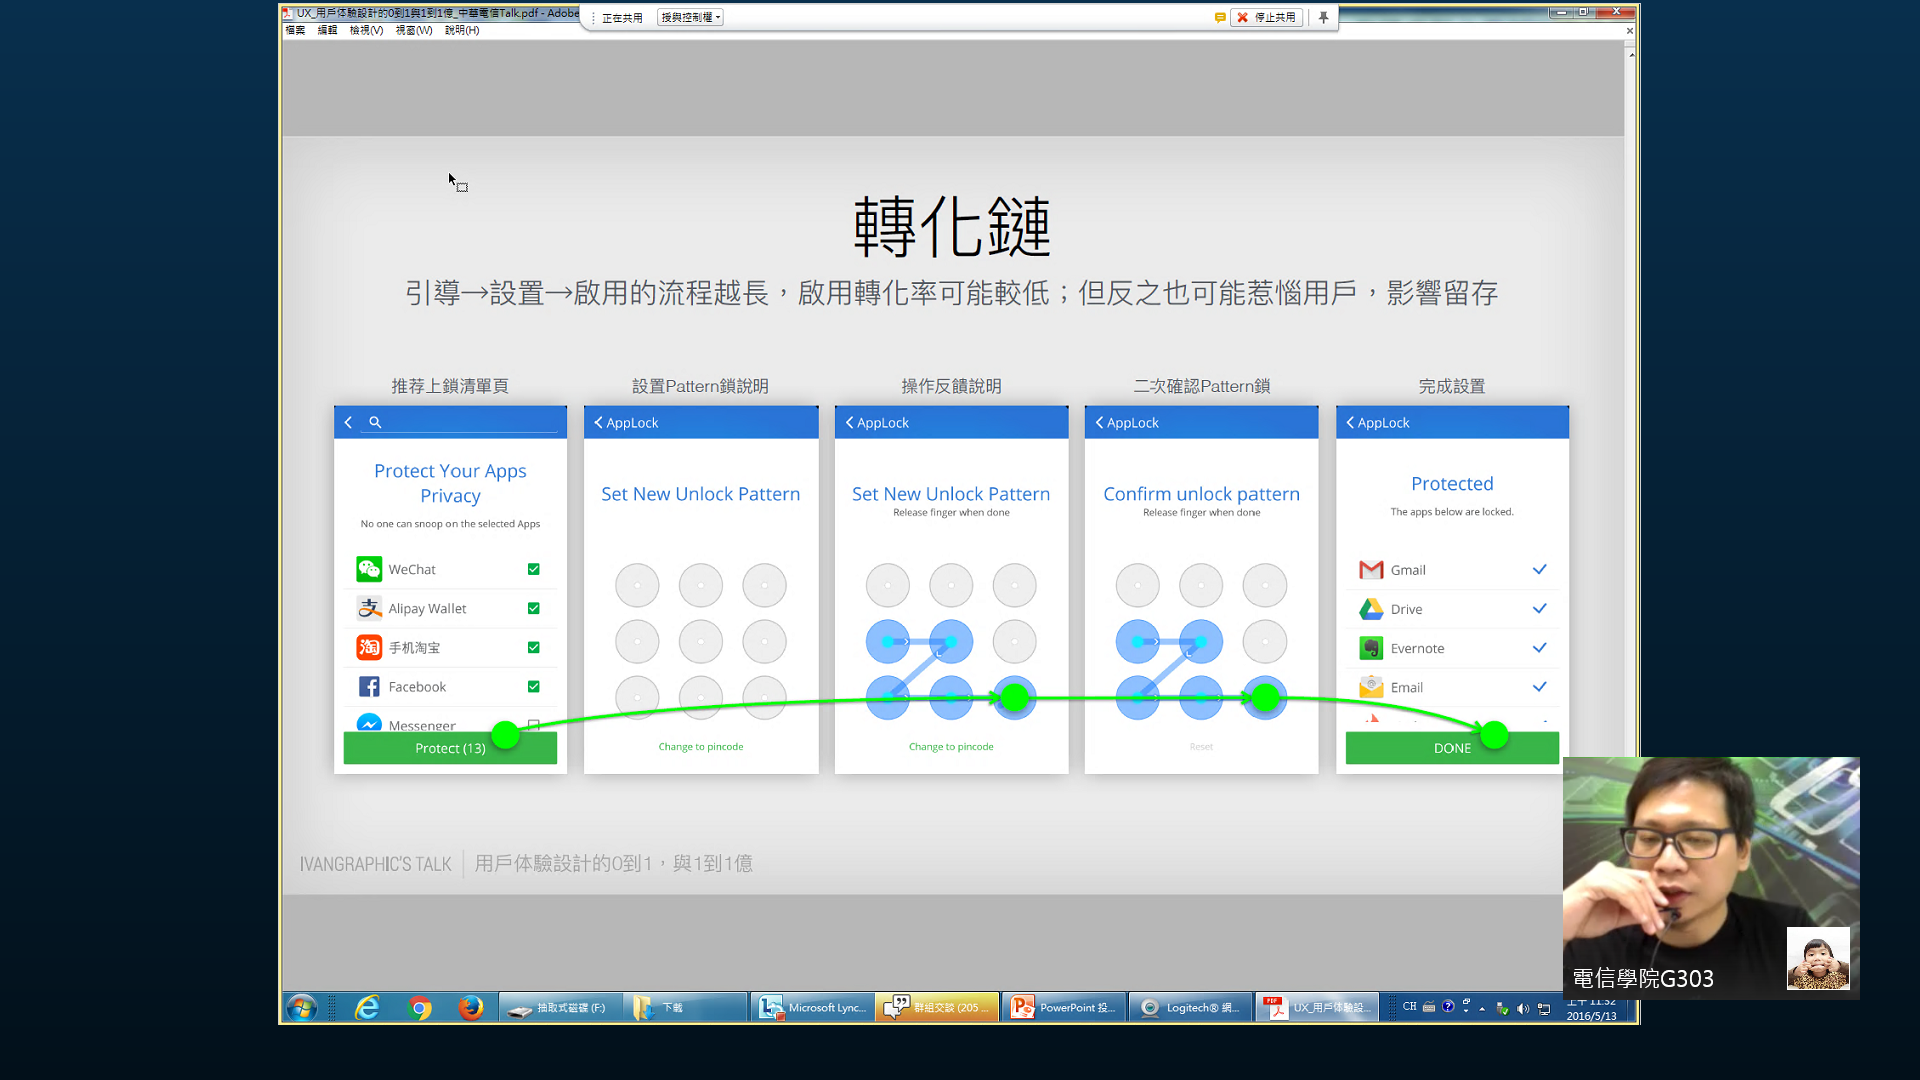 UX_用戶体驗設計的0到1與1到1億_中華電信Talk.pdf - Adobe
正在共用
授與控制權
停止共用
檔案 編輯 檢視(V) 視窗(W) 說明(H)
轉化鏈
引導→設置→啟用的流程越長，啟用轉化率可能較低；但反之也可能惹惱用戶，影響留存
推荐上鎖清單頁
設置Pattern鎖說明
操作反饋說明
二次確認Pattern鎖
完成設置
Protect Your Apps
Privacy
No one can snoop on the selected Apps
WeChat
Alipay Wallet
手机淘宝
Facebook
Messenger
Protect (13)
AppLock
Set New Unlock Pattern
Change to pincode
AppLock
Set New Unlock Pattern
Release finger when done
Change to pincode
AppLock
Confirm unlock pattern
Release finger when done
Reset
AppLock
Protected
The apps below are locked.
Gmail
Drive
Evernote
Email
DONE
IVANGRAPHIC'S TALK
用戶体驗設計的0到1，與1到1億
電信學院G303
抽取式磁碟 (F:)
下載
Microsoft Lync...
群組交談 (205 ...
PowerPoint 投...
Logitech® 網...
UX_用戶体驗設...
CH
上午 11:32
2016/5/13